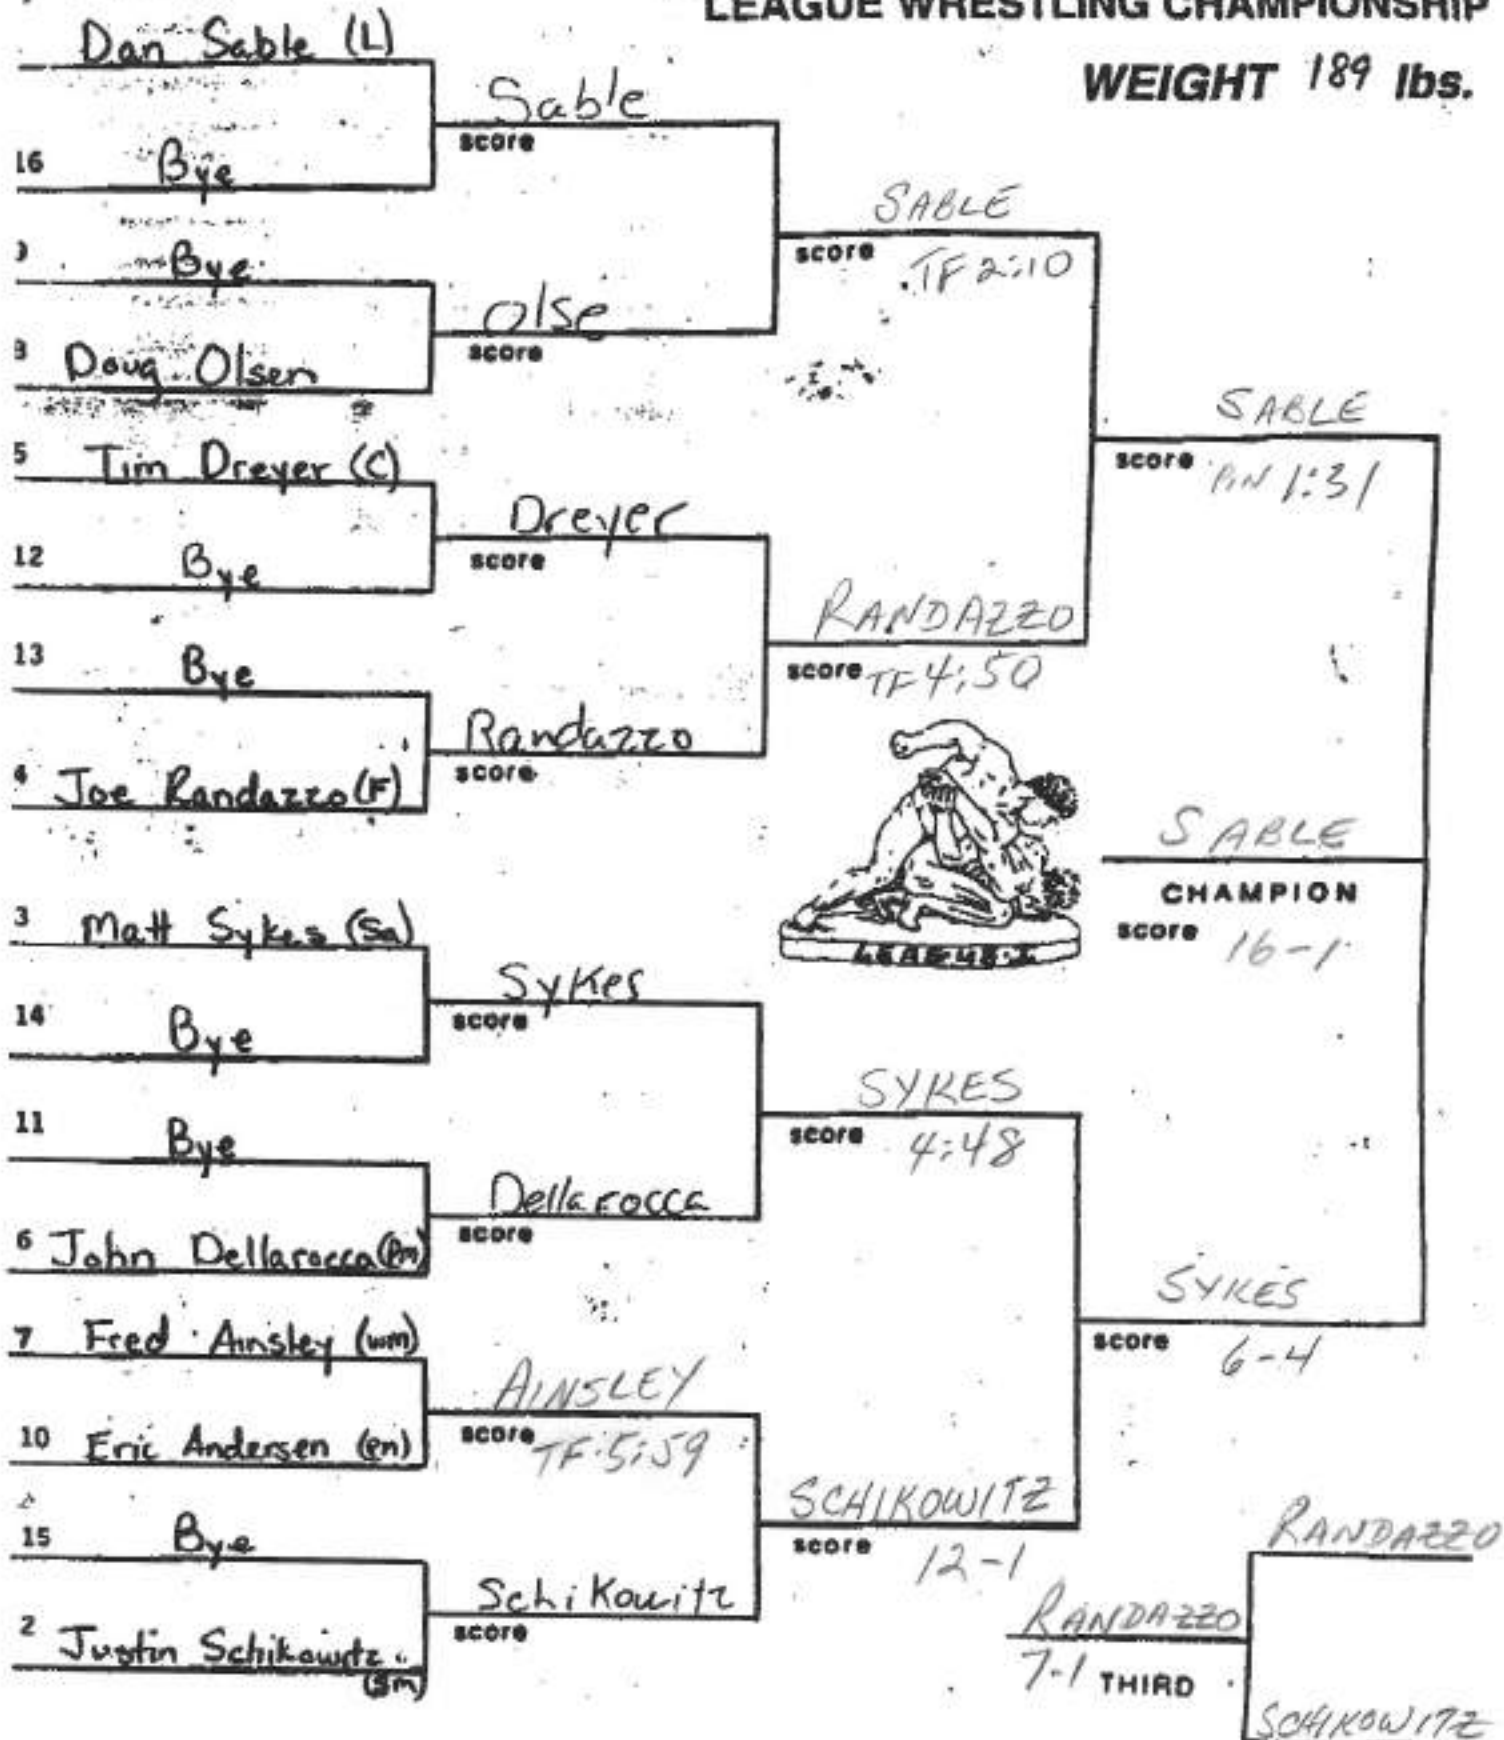 LEAGUE WRESTLING CHAMPIONSHIP
WEIGHT 189 lbs.
Dan Sable (L)
Sable
score
16 Bye
SABLE
score TF 2:10
Bye
Olse
score
Doug Olsen
SABLE
score PIN 1:31
5 Tim Dreyer (C)
Dreyer
score
12 Bye
RANDAZZO
score TF 4:50
13 Bye
Randazzo
score
4 Joe Randazzo (F)
SABLE
CHAMPION
score 16-1
3 Matt Sykes (Sa)
Sykes
score
14 Bye
SYKES
score 4:48
11 Bye
Dellarocca
score
6 John Dellarocca
SYKES
score 6-4
7 Fred Ainsley (wm)
AINSLEY
score TF 5:59
10 Eric Andersen (en)
SCHIKOWITZ
score 12-1
15 Bye
Schikowitz
score
2 Justin Schikowitz
(sm)
RANDAZZO
RANDAZZO
7-1 THIRD
SCHIKOWITZ